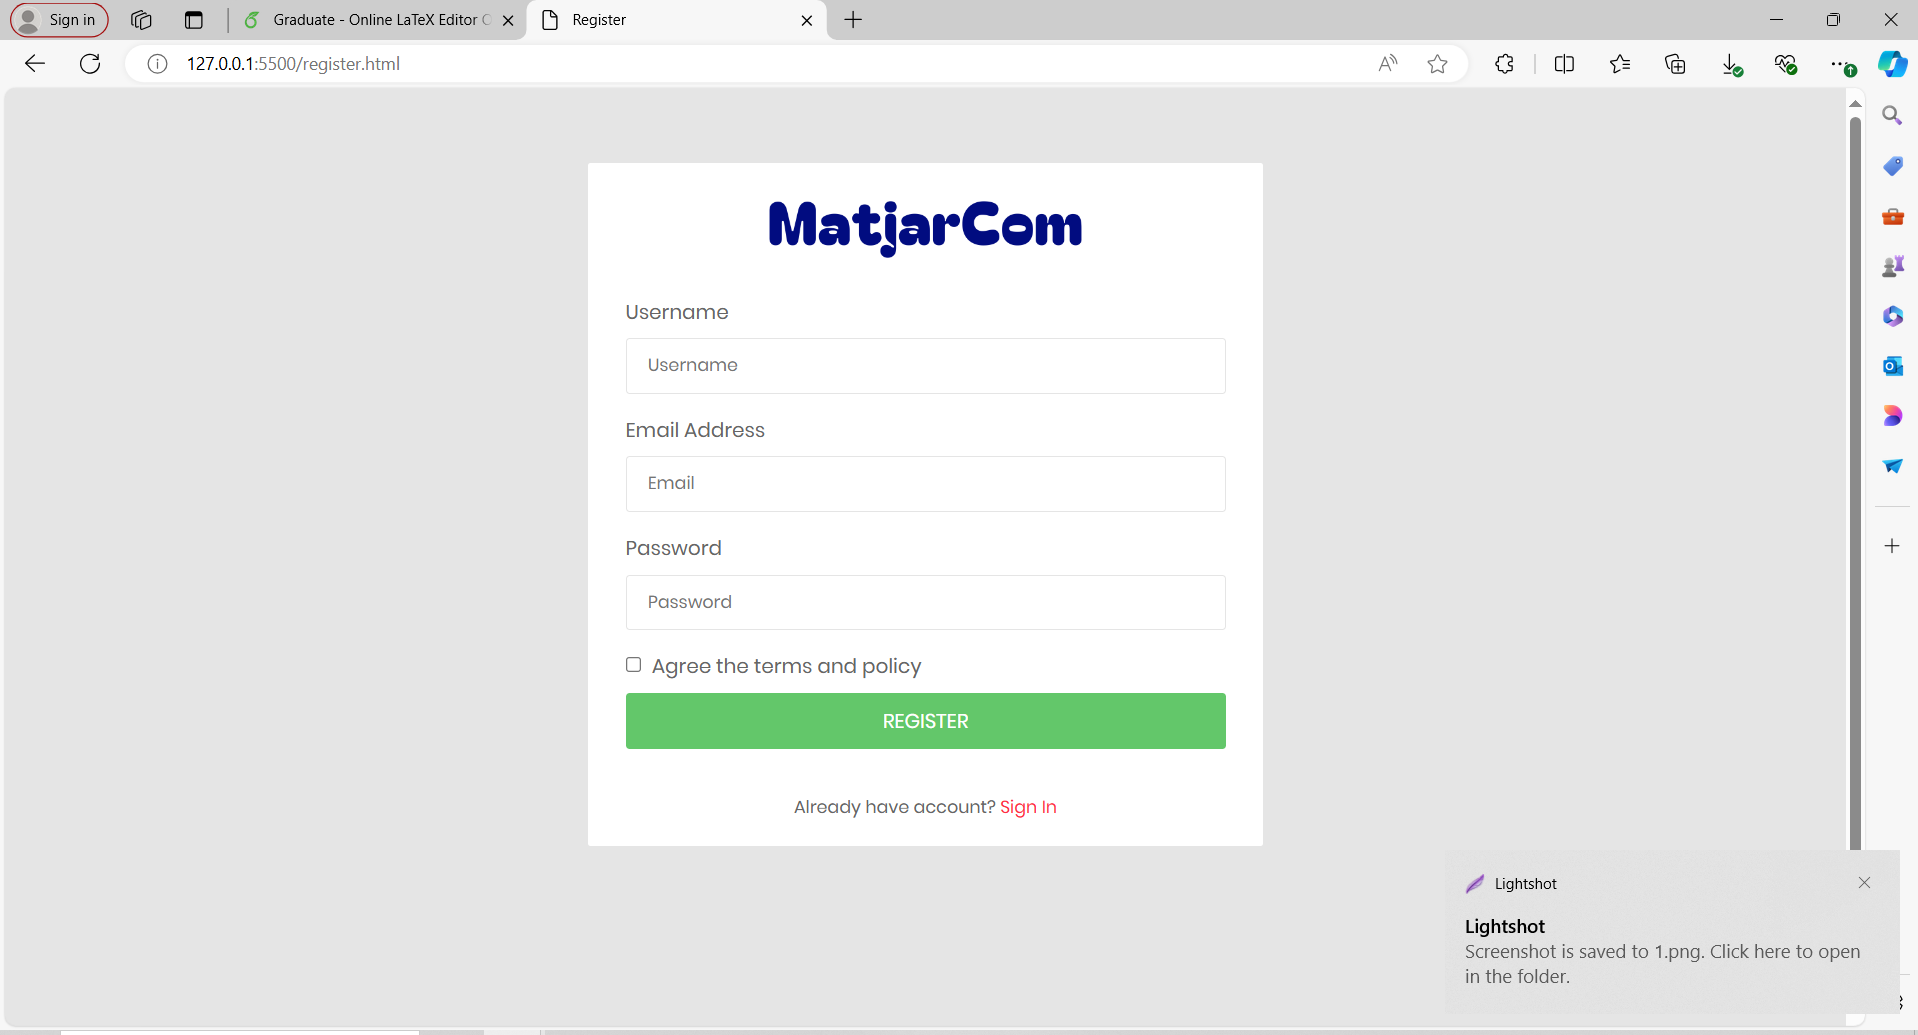 Sign in
Graduate - Online LaTeX Editor
Register
127.0.0.1:5500/register.html
MatjarCom
Username
Username
Email Address
Email
Password
Password
Agree the terms and policy
REGISTER
Already have account? Sign In
Lightshot
Lightshot
Screenshot is saved to 1.png. Click here to open
in the folder.